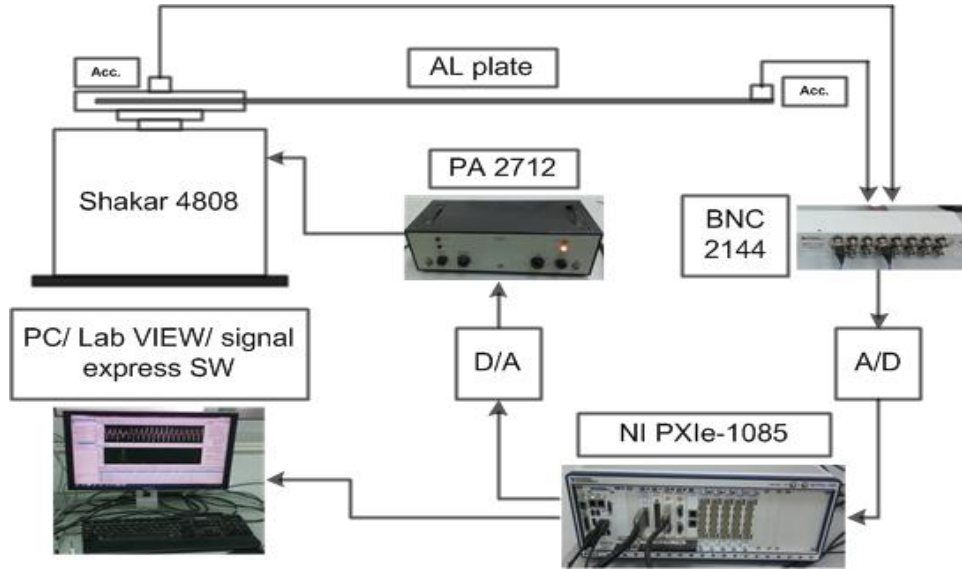 Acc.
AL plate
Acc.
PA 2712
Shakar 4808
BNC
2144
PC/ Lab VIEW/ signal
express SW
D/A
A/D
NI PXIe-1085